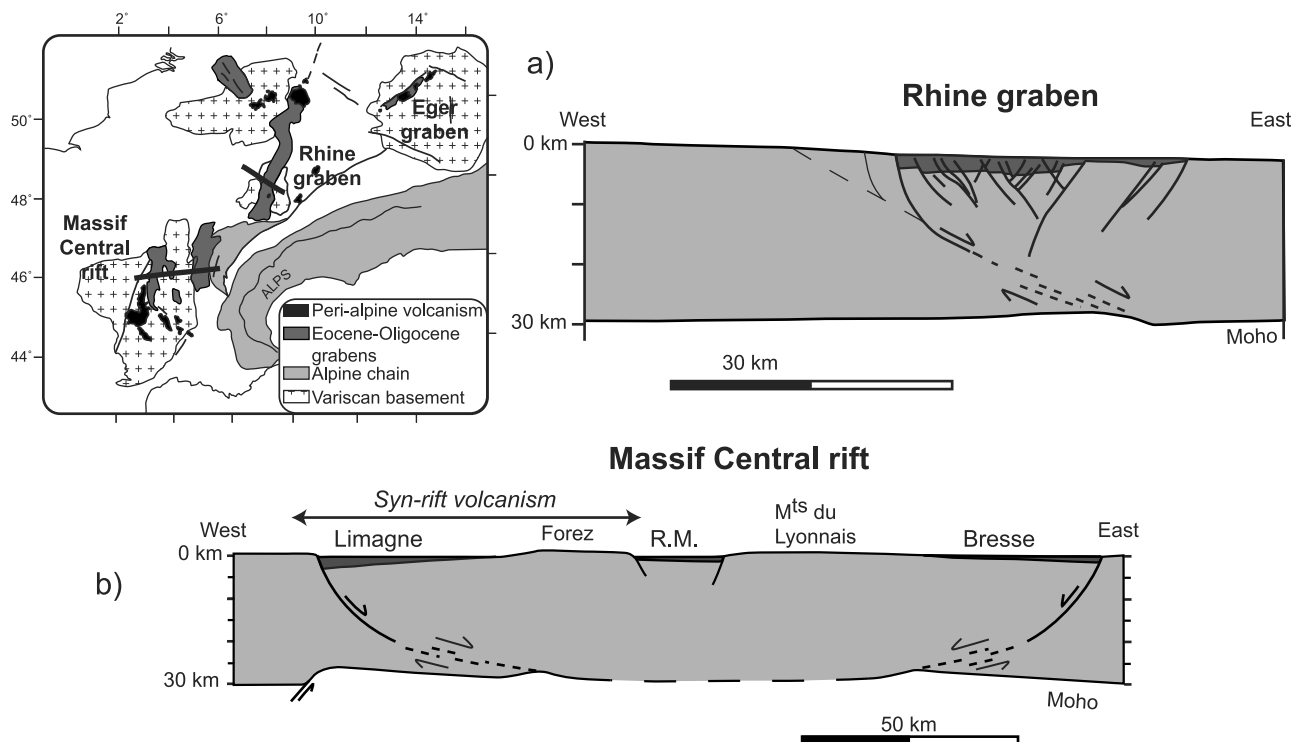 2˚ 6˚ 10˚ 14˚
50˚
48˚
46˚
44˚
Eger
graben
Rhine
graben
Massif
Central
rift
ALPS
Peri-alpine volcanism
Eocene-Oligocene
grabens
Alpine chain
Variscan basement
a)
Rhine graben
West East
0 km
30 km
Moho
30 km
Massif Central rift
Syn-rift volcanism
West Limagne Forez R.M. Mts du
Lyonnais Bresse East
0 km
b)
30 km
Moho
50 km